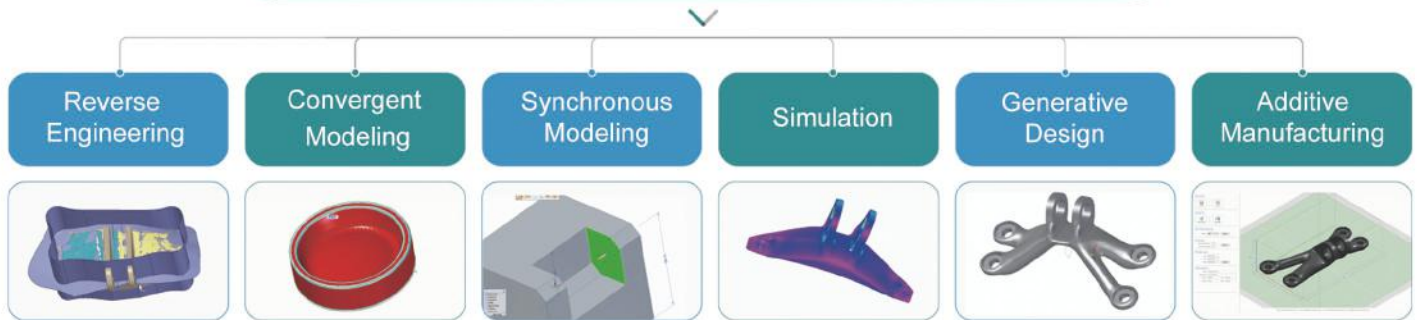 Reverse
Engineering
Convergent
Modeling
Synchronous
Modeling
Simulation
Generative
Design
Additive
Manufacturing